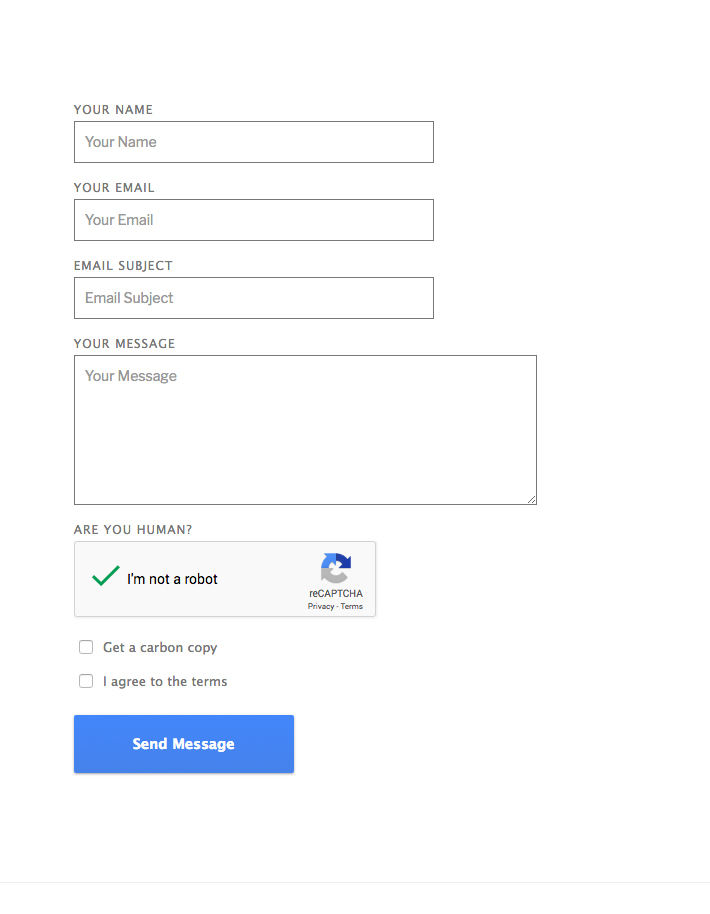 YOUR NAME
Your Name
YOUR EMAIL
Your Email
EMAIL SUBJECT
Email Subject
YOUR MESSAGE
Your Message
ARE YOU HUMAN?
I'm not a robot
reCAPTCHA
Privacy - Terms
Get a carbon copy
I agree to the terms
Send Message